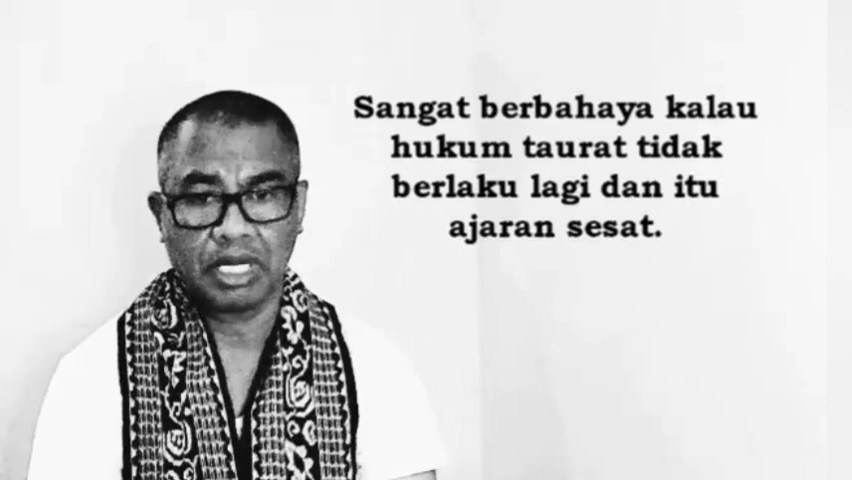 Sangat berbahaya kalau
hukum taurat tidak
berlaku lagi dan itu
ajaran sesat.